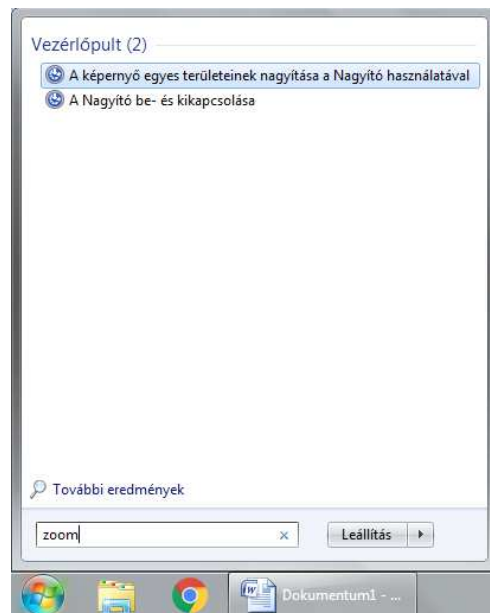 Vezérlőpult (2)
A képernyő egyes területeinek nagyítása a Nagyító használatával
A Nagyító be- és kikapcsolása
További eredmények
zoom
Leállítás
Dokumentum1 - ...